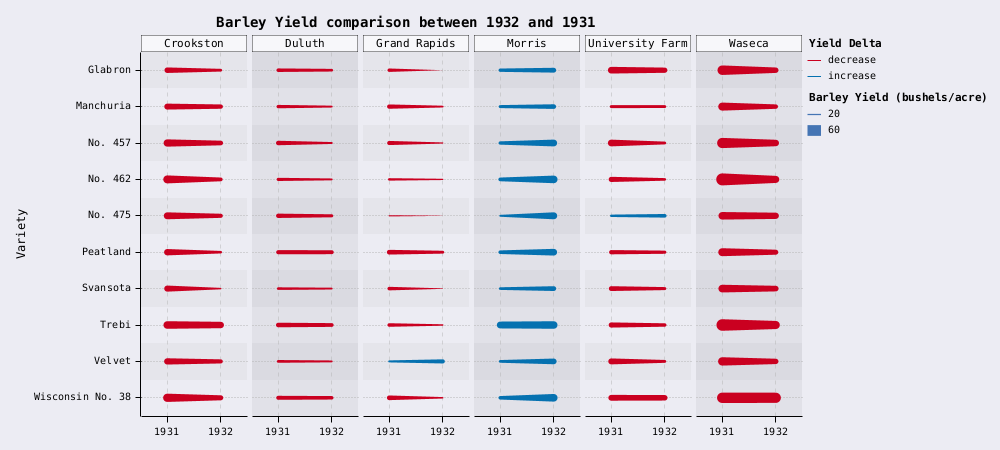 Barley Yield comparison between 1932 and 1931
Crookston Duluth Grand Rapids Morris University Farm Waseca
Yield Delta
decrease
increase
Barley Yield (bushels/acre)
20
60
Variety
Glabron
Manchuria
No. 457
No. 462
No. 475
Peatland
Svansota
Trebi
Velvet
Wisconsin No. 38
1931 1932 1931 1932 1931 1932 1931 1932 1931 1932 1931 1932